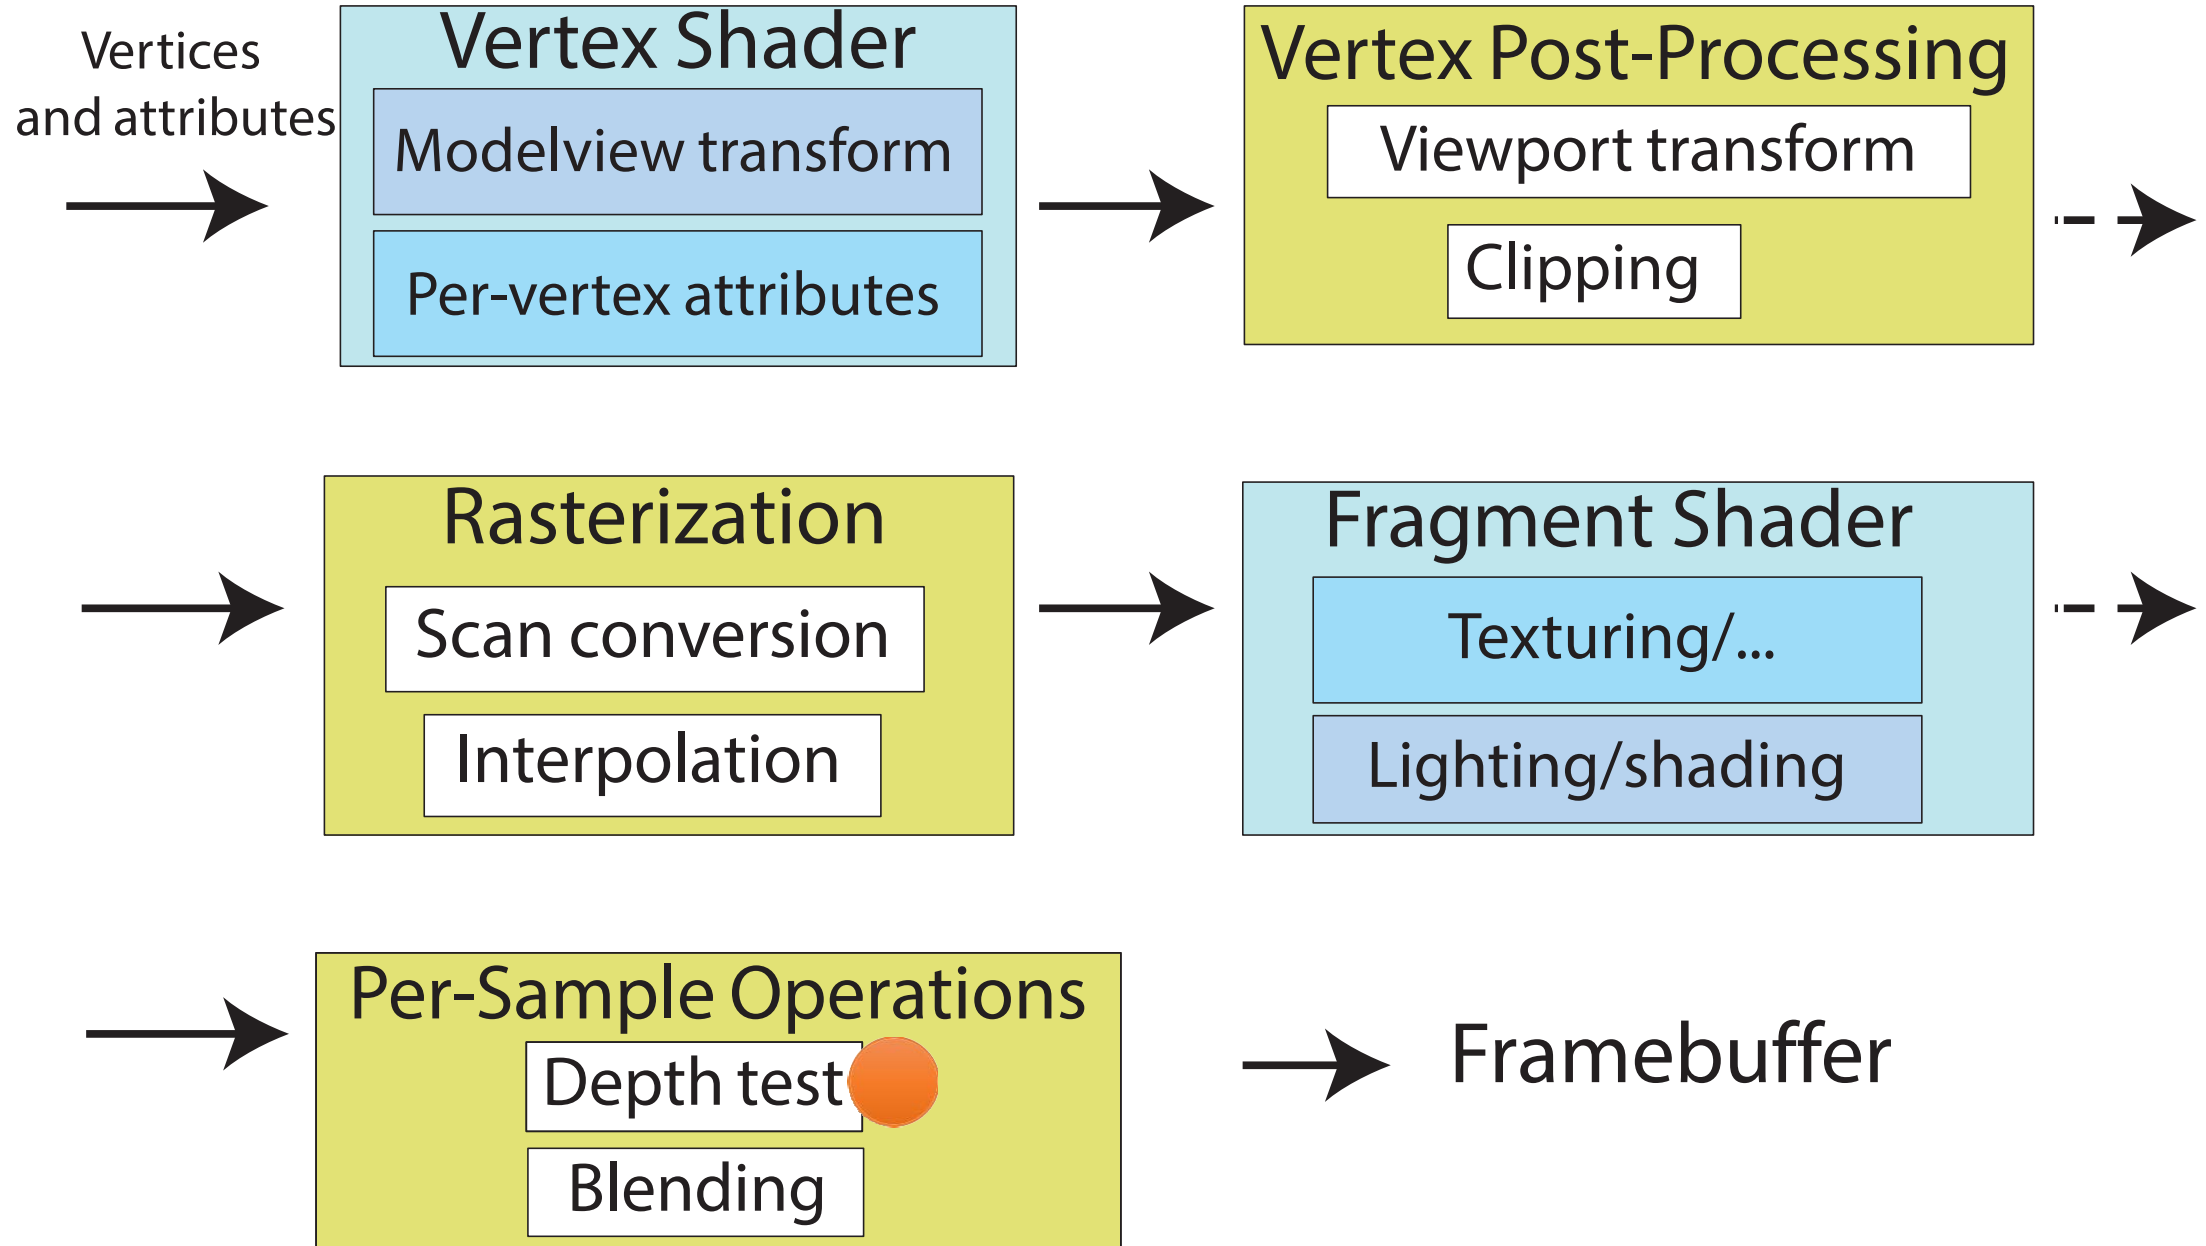 Vertices
and attributes
Vertex Shader
Modelview transform
Per-vertex attributes
Vertex Post-Processing
Viewport transform
Clipping
Rasterization
Scan conversion
Interpolation
Fragment Shader
Texturing/...
Lighting/shading
Per-Sample Operations
Depth test
Blending
Framebuffer